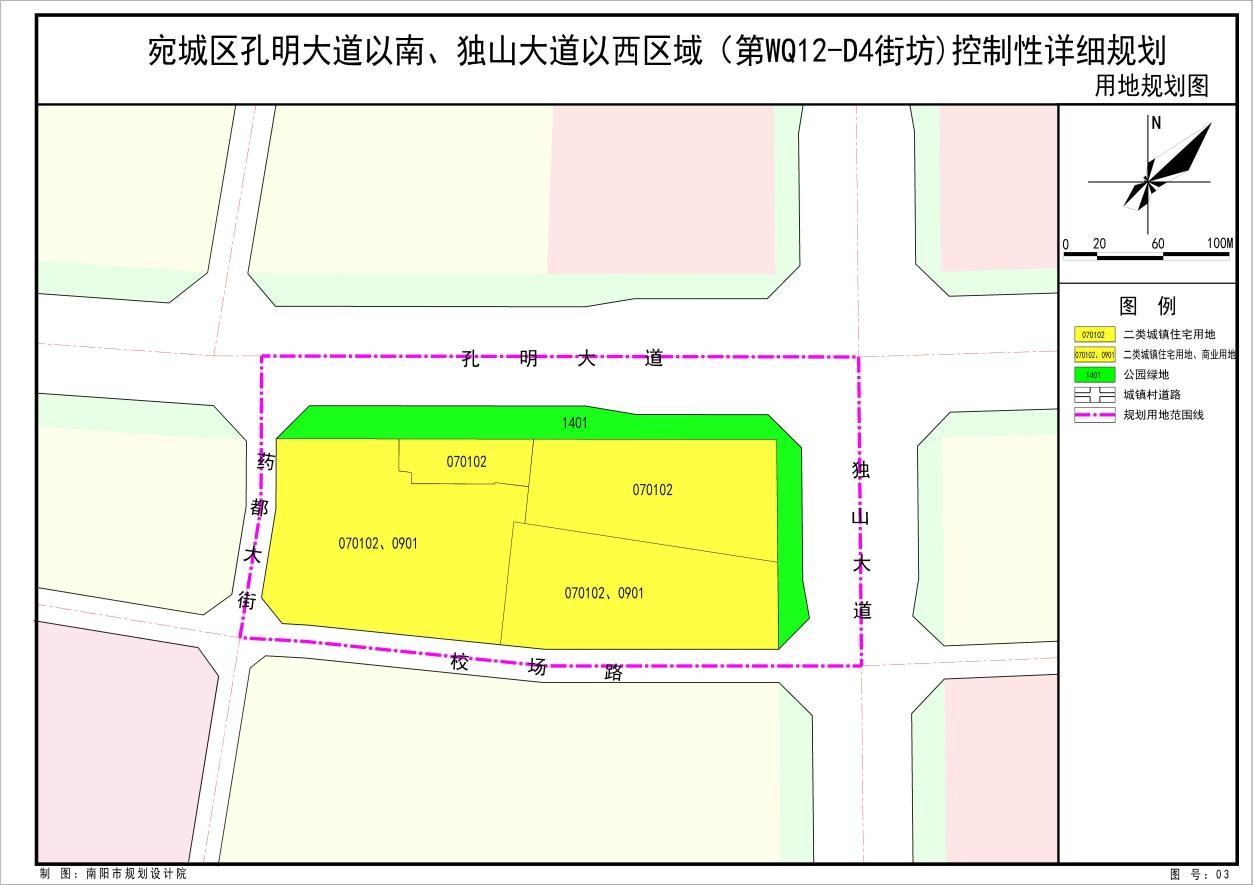 宛城区孔明大道以南、独山大道以西区域（第WQ12-D4街坊)控制性详细规划
用地规划图
N
0 20 60 100M
图 例
070102 二类城镇住宅用地
070102、0901 二类城镇住宅用地、商业用地
1401 公园绿地
城镇村道路
规划用地范围线
孔 明 大 道
1401
070102
070102
070102、0901
070102、0901
药都大街
独山大道
校 场 路
制 图：南阳市规划设计院
图 号：03